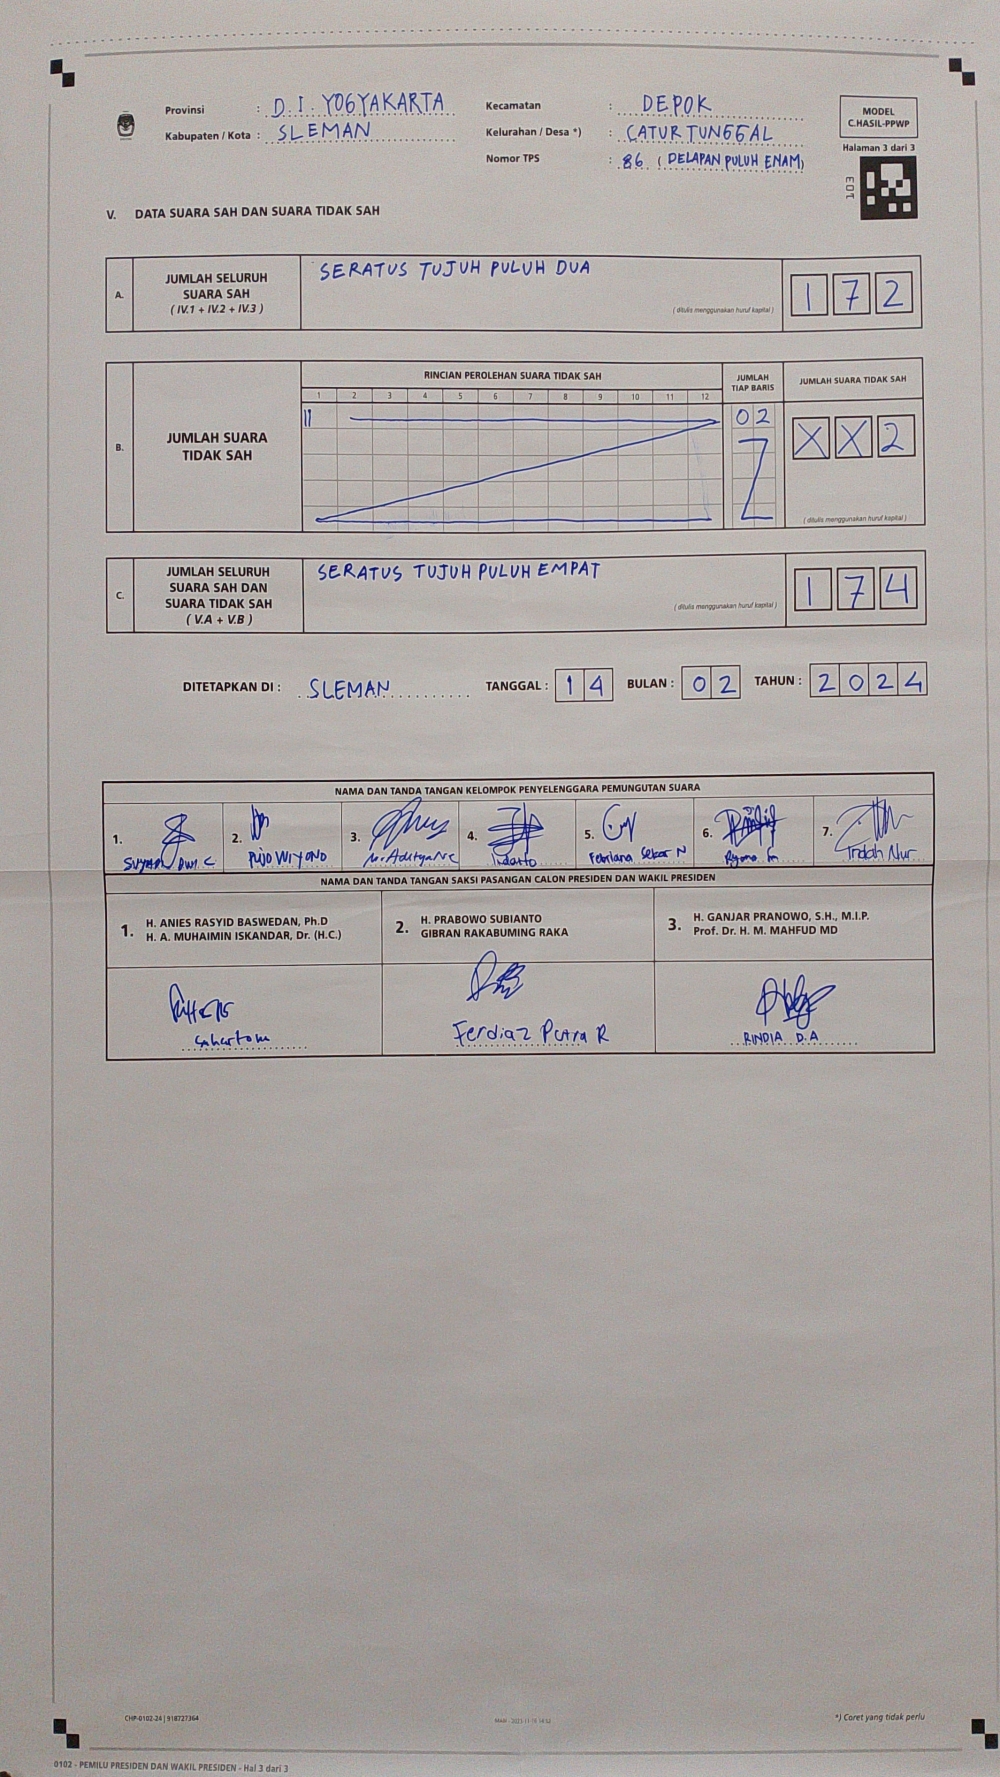 Provinsi : D.I. YOGYAKARTA
Kabupaten / Kota : SLEMAN
Kecamatan : DEPOK
Kelurahan / Desa *) : CATURTUNGGAL
Nomor TPS : 86 ( DELAPAN PULUH ENAM)
MODEL
C.HASIL-PPWP
Halaman 3 dari 3
103
V. DATA SUARA SAH DAN SUARA TIDAK SAH
A. JUMLAH SELURUH
SUARA SAH
( IV.1 + IV.2 + IV.3 )
SERATUS TUJUH PULUH DUA
( ditulis menggunakan huruf kapital )
1 7 2
B. JUMLAH SUARA
TIDAK SAH
RINCIAN PEROLEHAN SUARA TIDAK SAH
1 2 3 4 5 6 7 8 9 10 11 12
JUMLAH
TIAP BARIS
02
JUMLAH SUARA TIDAK SAH
X X 2
( ditulis menggunakan huruf kapital )
C. JUMLAH SELURUH
SUARA SAH DAN
SUARA TIDAK SAH
( V.A + V.B )
SERATUS TUJUH PULUH EMPAT
( ditulis menggunakan huruf kapital )
1 7 4
DITETAPKAN DI : SLEMAN TANGGAL : 1 4 BULAN : 0 2 TAHUN : 2 0 2 4
NAMA DAN TANDA TANGAN KELOMPOK PENYELENGGARA PEMUNGUTAN SUARA
1. 2. 3. 4. 5. 6. 7.
PUJO WIYONO Indarto Febriana Sekar N Indah Nur
NAMA DAN TANDA TANGAN SAKSI PASANGAN CALON PRESIDEN DAN WAKIL PRESIDEN
1. H. ANIES RASYID BASWEDAN, Ph.D
H. A. MUHAIMIN ISKANDAR, Dr. (H.C.)
2. H. PRABOWO SUBIANTO
GIBRAN RAKABUMING RAKA
3. H. GANJAR PRANOWO, S.H., M.I.P.
Prof. Dr. H. M. MAHFUD MD
Ferdiaz Putra R
RINDIA D.A
CHP-0102-24 | 918727364
*) Coret yang tidak perlu
0102 - PEMILU PRESIDEN DAN WAKIL PRESIDEN - Hal 3 dari 3